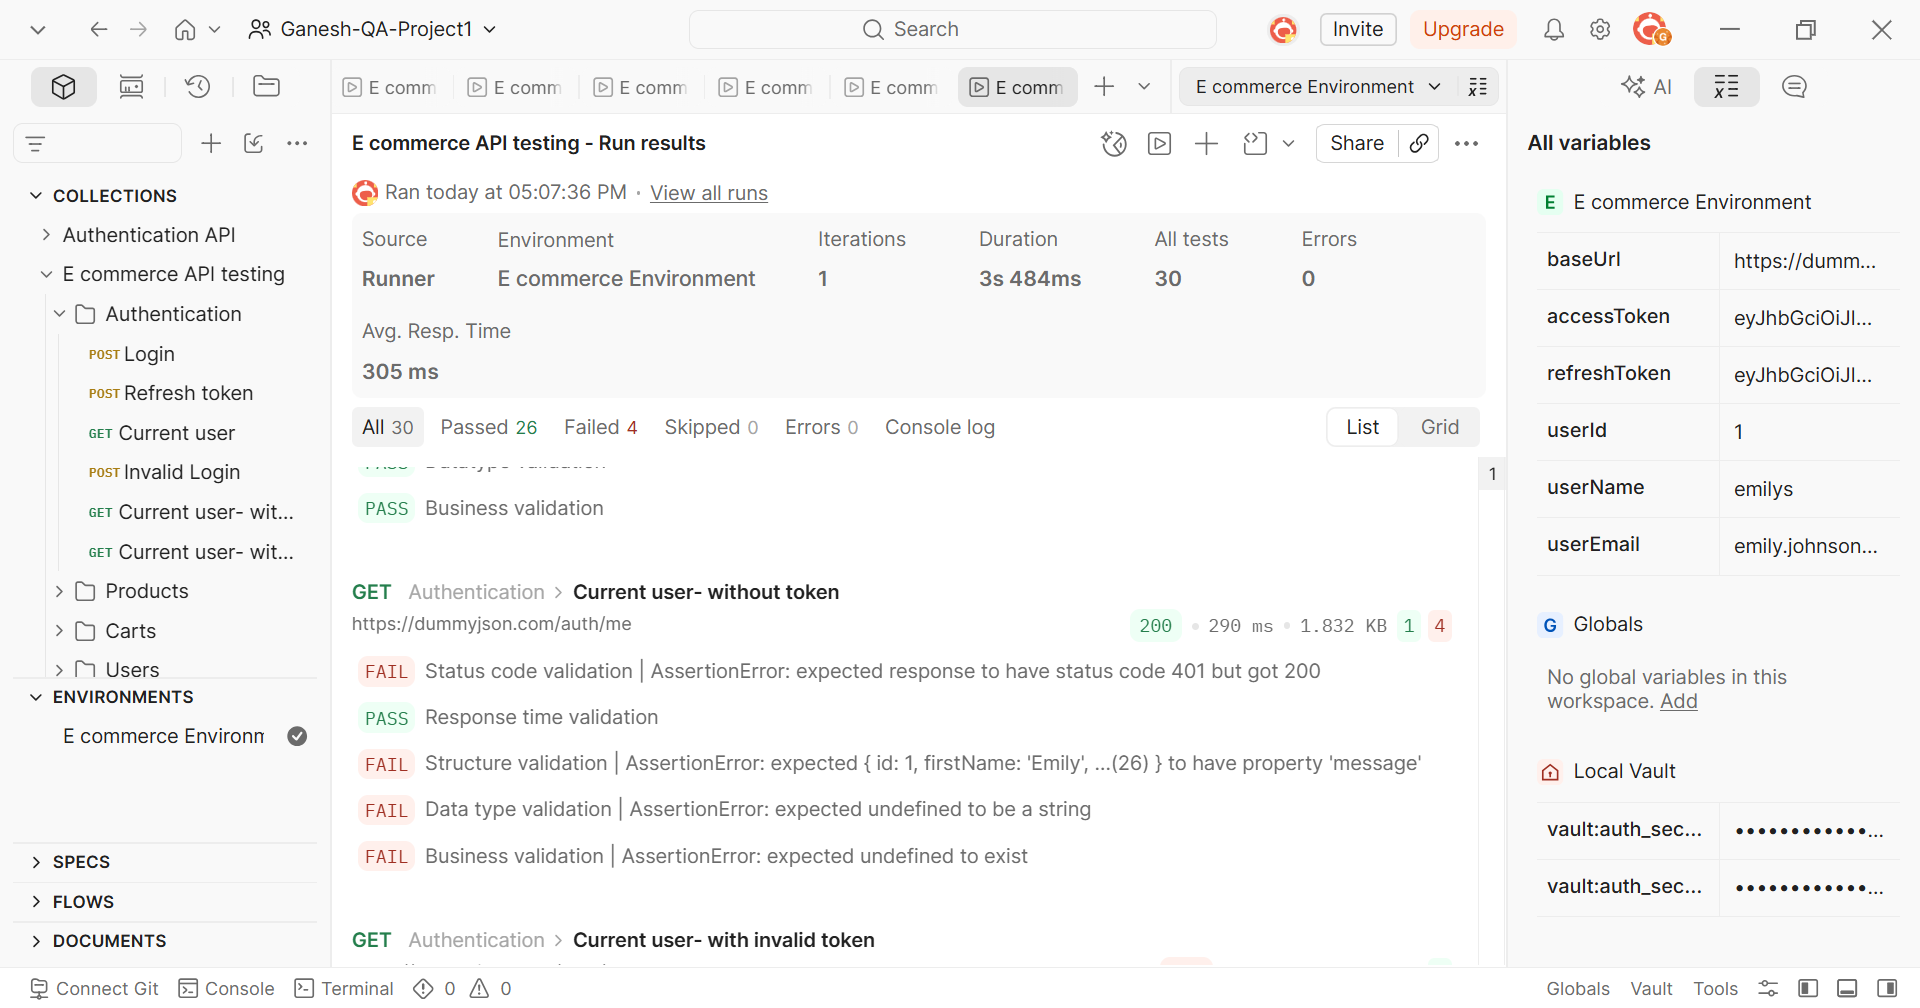 Ganesh-QA-Project1
Search
Invite
Upgrade
E comm
E comm
E comm
E comm
E comm
E comm
E commerce Environment
AI
COLLECTIONS
Authentication API
E commerce API testing
Authentication
POST Login
POST Refresh token
GET Current user
POST Invalid Login
GET Current user- wit...
GET Current user- wit...
Products
Carts
Users
ENVIRONMENTS
E commerce Environm
SPECS
FLOWS
DOCUMENTS
E commerce API testing - Run results
Share
Ran today at 05:07:36 PM · View all runs
Source Environment Iterations Duration All tests Errors
Runner E commerce Environment 1 3s 484ms 30 0
Avg. Resp. Time
305 ms
All 30 Passed 26 Failed 4 Skipped 0 Errors 0 Console log
List Grid
1
PASS Datatype validation
PASS Business validation
GET Authentication > Current user- without token
https://dummyjson.com/auth/me
200 • 290 ms • 1.832 KB 1 4
FAIL Status code validation | AssertionError: expected response to have status code 401 but got 200
PASS Response time validation
FAIL Structure validation | AssertionError: expected { id: 1, firstName: 'Emily', ...(26) } to have property 'message'
FAIL Data type validation | AssertionError: expected undefined to be a string
FAIL Business validation | AssertionError: expected undefined to exist
GET Authentication > Current user- with invalid token
All variables
E E commerce Environment
baseUrl https://dumm...
accessToken eyJhbGciOiJI...
refreshToken eyJhbGciOiJI...
userId 1
userName emilys
userEmail emily.johnson...
G Globals
No global variables in this
workspace. Add
Local Vault
vault:auth_sec... ••••••••••••...
vault:auth_sec... ••••••••••••...
Connect Git Console Terminal 0 0
Globals Vault Tools